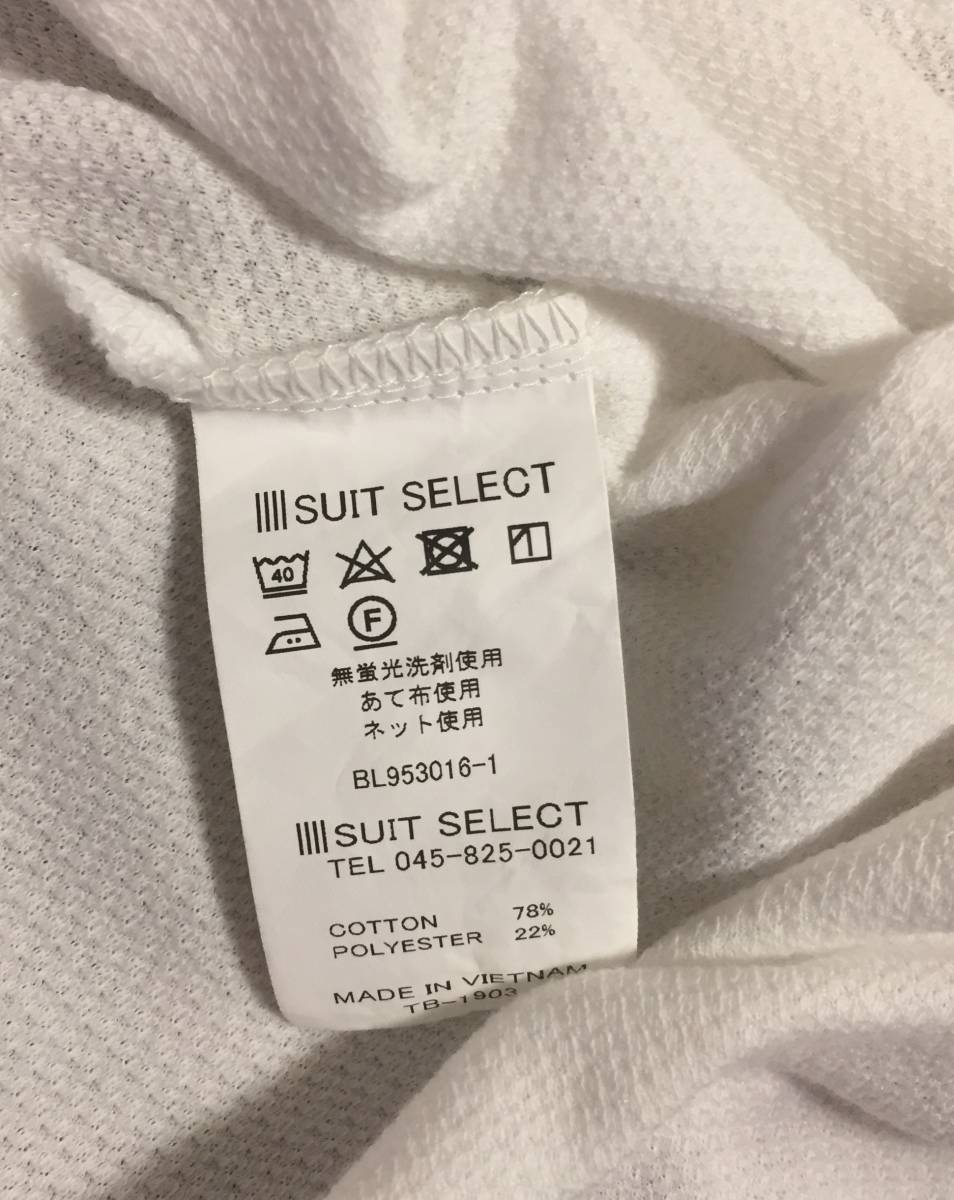 SUIT SELECT
40
F
無蛍光洗剤使用
あて布使用
ネット使用
BL953016-1
SUIT SELECT
TEL 045-825-0021
COTTON 78%
POLYESTER 22%
MADE IN VIETNAM
TB-1903